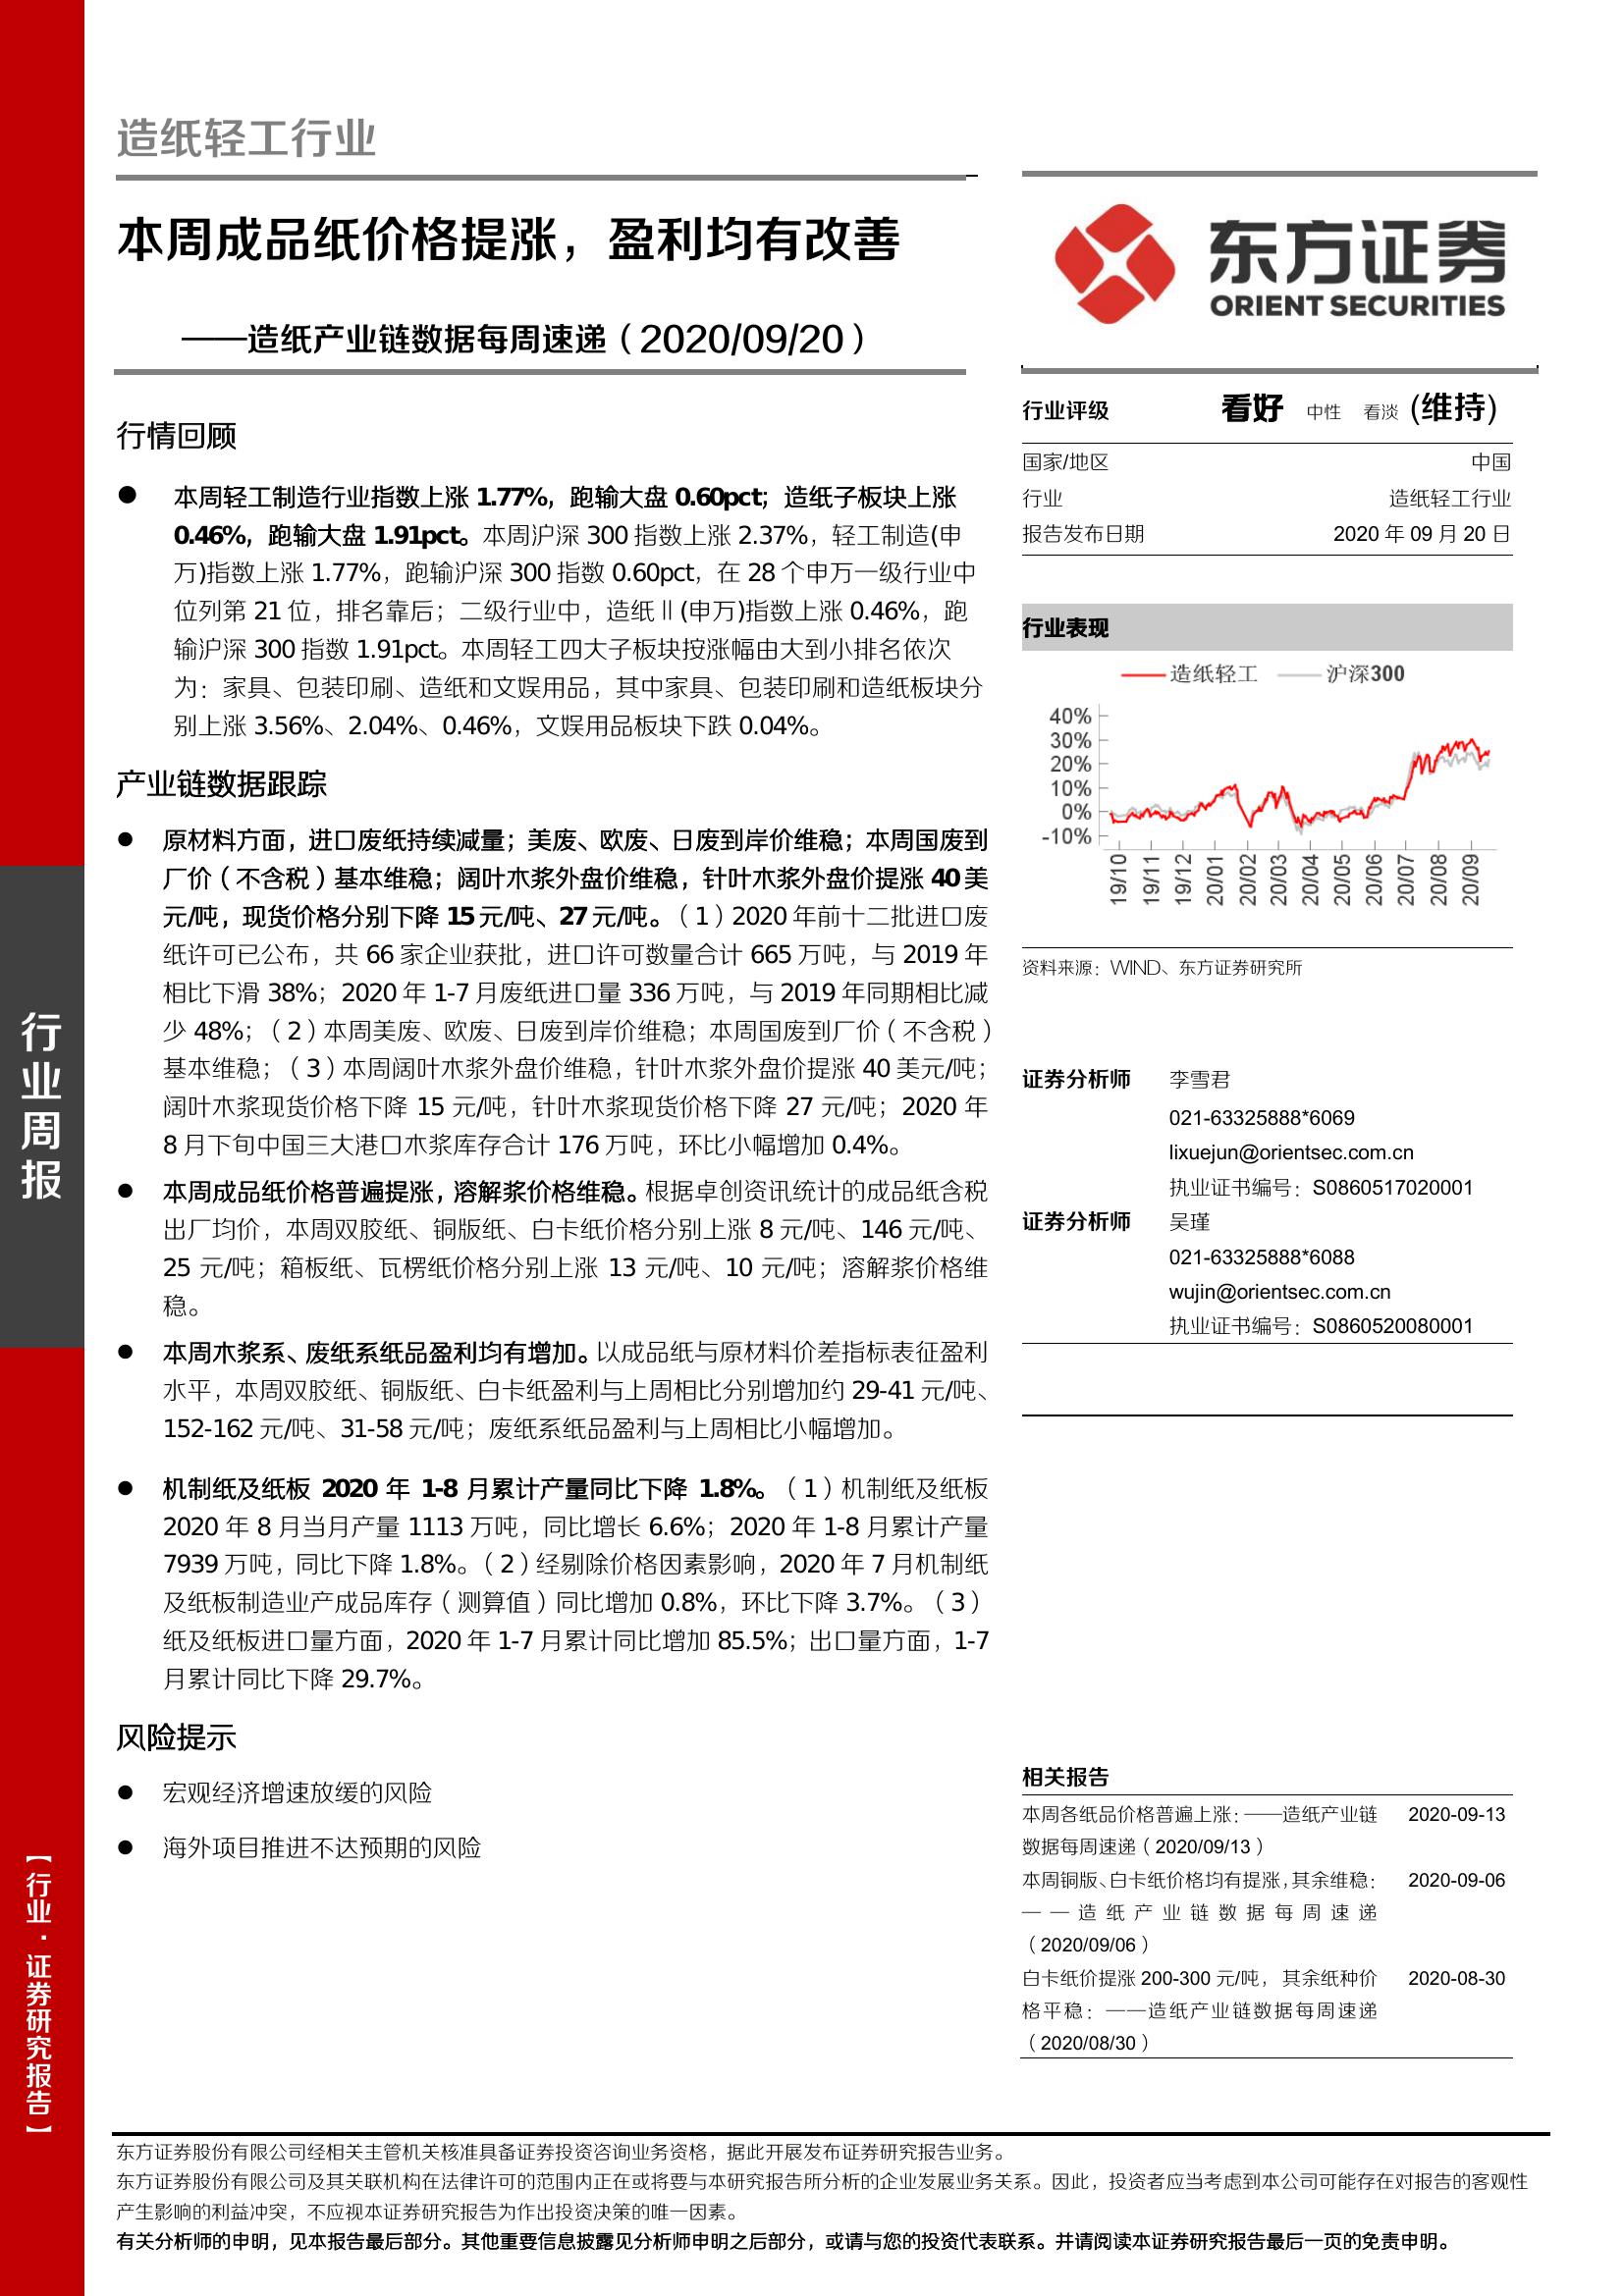 造纸轻工行业
本周成品纸价格提涨，盈利均有改善
——造纸产业链数据每周速递（2020/09/20）
行情回顾
● 本周轻工制造行业指数上涨 1.77%，跑输大盘 0.60pct；造纸子板块上涨
0.46%，跑输大盘 1.91pct。本周沪深 300 指数上涨 2.37%，轻工制造(申
万)指数上涨 1.77%，跑输沪深 300 指数 0.60pct，在 28 个申万一级行业中
位列第 21 位，排名靠后；二级行业中，造纸Ⅱ(申万)指数上涨 0.46%，跑
输沪深 300 指数 1.91pct。本周轻工四大子板块按涨幅由大到小排名依次
为：家具、包装印刷、造纸和文娱用品，其中家具、包装印刷和造纸板块分
别上涨 3.56%、2.04%、0.46%，文娱用品板块下跌 0.04%。
产业链数据跟踪
● 原材料方面，进口废纸持续减量；美废、欧废、日废到岸价维稳；本周国废到
厂价（不含税）基本维稳；阔叶木浆外盘价维稳，针叶木浆外盘价提涨 40 美
元/吨，现货价格分别下降 15 元/吨、27 元/吨。（1）2020 年前十二批进口废
纸许可已公布，共 66 家企业获批，进口许可数量合计 665 万吨，与 2019 年
相比下滑 38%；2020 年 1-7 月废纸进口量 336 万吨，与 2019 年同期相比减
少 48%；（2）本周美废、欧废、日废到岸价维稳；本周国废到厂价（不含税）
基本维稳；（3）本周阔叶木浆外盘价维稳，针叶木浆外盘价提涨 40 美元/吨；
阔叶木浆现货价格下降 15 元/吨，针叶木浆现货价格下降 27 元/吨；2020 年
8 月下旬中国三大港口木浆库存合计 176 万吨，环比小幅增加 0.4%。
● 本周成品纸价格普遍提涨，溶解浆价格维稳。根据卓创资讯统计的成品纸含税
出厂均价，本周双胶纸、铜版纸、白卡纸价格分别上涨 8 元/吨、146 元/吨、
25 元/吨；箱板纸、瓦楞纸价格分别上涨 13 元/吨、10 元/吨；溶解浆价格维
稳。
● 本周木浆系、废纸系纸品盈利均有增加。以成品纸与原材料价差指标表征盈利
水平，本周双胶纸、铜版纸、白卡纸盈利与上周相比分别增加约 29-41 元/吨、
152-162 元/吨、31-58 元/吨；废纸系纸品盈利与上周相比小幅增加。
● 机制纸及纸板 2020 年 1-8 月累计产量同比下降 1.8%。（1）机制纸及纸板
2020 年 8 月当月产量 1113 万吨，同比增长 6.6%；2020 年 1-8 月累计产量
7939 万吨，同比下降 1.8%。（2）经剔除价格因素影响，2020 年 7 月机制纸
及纸板制造业产成品库存（测算值）同比增加 0.8%，环比下降 3.7%。（3）
纸及纸板进口量方面，2020 年 1-7 月累计同比增加 85.5%；出口量方面，1-7
月累计同比下降 29.7%。
风险提示
● 宏观经济增速放缓的风险
● 海外项目推进不达预期的风险
东方证券
ORIENT SECURITIES
行业评级 看好 中性 看淡 (维持)
国家/地区 中国
行业 造纸轻工行业
报告发布日期 2020 年 09 月 20 日
行业表现
造纸轻工 沪深300
40%
30%
20%
10%
0%
-10%
19/10 19/11 19/12 20/01 20/02 20/03 20/04 20/05 20/06 20/07 20/08 20/09
资料来源：WIND、东方证券研究所
证券分析师 李雪君
021-63325888*6069
lixuejun@orientsec.com.cn
执业证书编号：S0860517020001
证券分析师 吴瑾
021-63325888*6088
wujin@orientsec.com.cn
执业证书编号：S0860520080001
相关报告
本周各纸品价格普遍上涨：——造纸产业链 2020-09-13
数据每周速递（2020/09/13）
本周铜版、白卡纸价格均有提涨，其余维稳： 2020-09-06
——造纸产业链数据每周速递
（2020/09/06）
白卡纸价提涨 200-300 元/吨，其余纸种价 2020-08-30
格平稳：——造纸产业链数据每周速递
（2020/08/30）
行业周报
【行业·证券研究报告】
东方证券股份有限公司经相关主管机关核准具备证券投资咨询业务资格，据此开展发布证券研究报告业务。
东方证券股份有限公司及其关联机构在法律许可的范围内正在或将要与本研究报告所分析的企业发展业务关系。因此，投资者应当考虑到本公司可能存在对报告的客观性
产生影响的利益冲突，不应视本证券研究报告为作出投资决策的唯一因素。
有关分析师的申明，见本报告最后部分。其他重要信息披露见分析师申明之后部分，或请与您的投资代表联系。并请阅读本证券研究报告最后一页的免责申明。